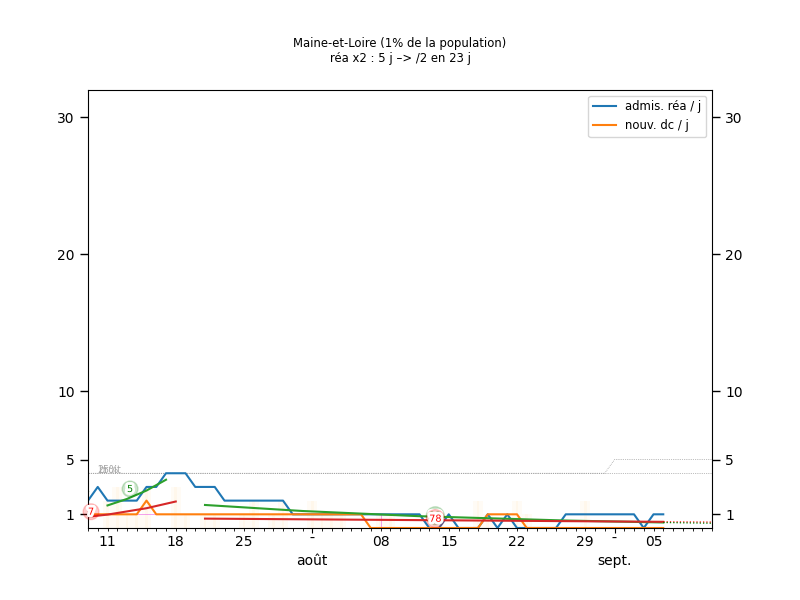 Maine-et-Loire (1% de la population)
réa x2 : 5 j –> /2 en 23 j
admis. réa / j
nouv. dc / j
30 30
20 20
10 10
5 5
1 1
5
7
78
11 18 25 - 08 15 22 29 - 05
août sept.